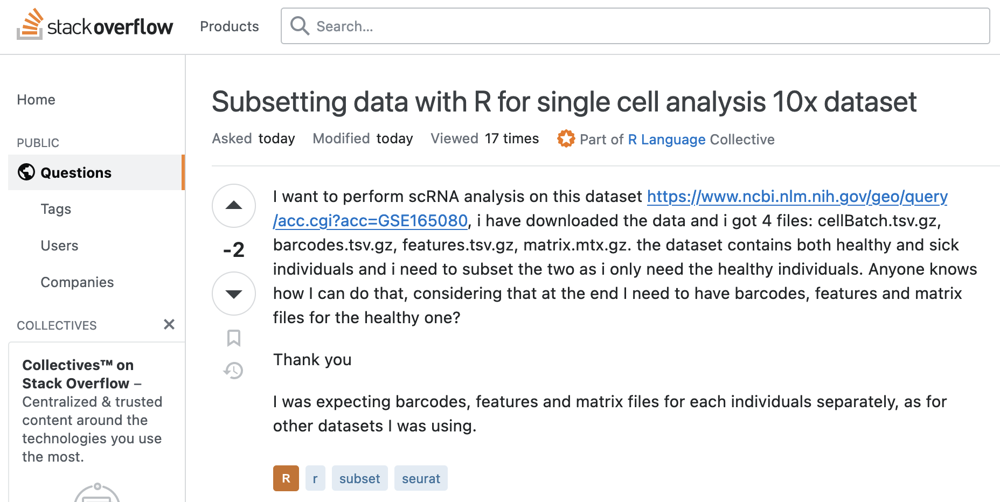 stackoverflow
Products
Search...
Home
PUBLIC
Questions
Tags
Users
Companies
COLLECTIVES
Collectives™ on
Stack Overflow –
Centralized & trusted
content around the
technologies you use
the most.
Subsetting data with R for single cell analysis 10x dataset
Asked today Modified today Viewed 17 times Part of R Language Collective
-2
I want to perform scRNA analysis on this dataset https://www.ncbi.nlm.nih.gov/geo/query
/acc.cgi?acc=GSE165080, i have downloaded the data and i got 4 files: cellBatch.tsv.gz,
barcodes.tsv.gz, features.tsv.gz, matrix.mtx.gz. the dataset contains both healthy and sick
individuals and i need to subset the two as i only need the healthy individuals. Anyone knows
how I can do that, considering that at the end I need to have barcodes, features and matrix
files for the healthy one?
Thank you
I was expecting barcodes, features and matrix files for each individuals separately, as for
other datasets I was using.
R r subset seurat